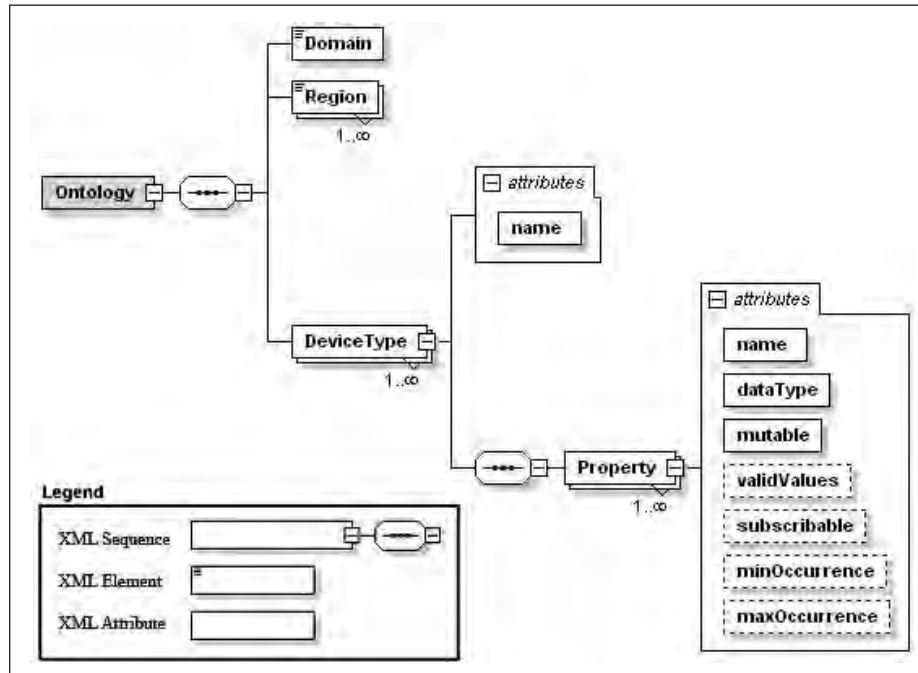 Domain
Region
1..∞
Ontology
attributes
name
DeviceType
1..∞
attributes
name
dataType
mutable
Property
1..∞
validValues
subscribable
minOccurrence
maxOccurrence
Legend
XML Sequence
XML Element
XML Attribute